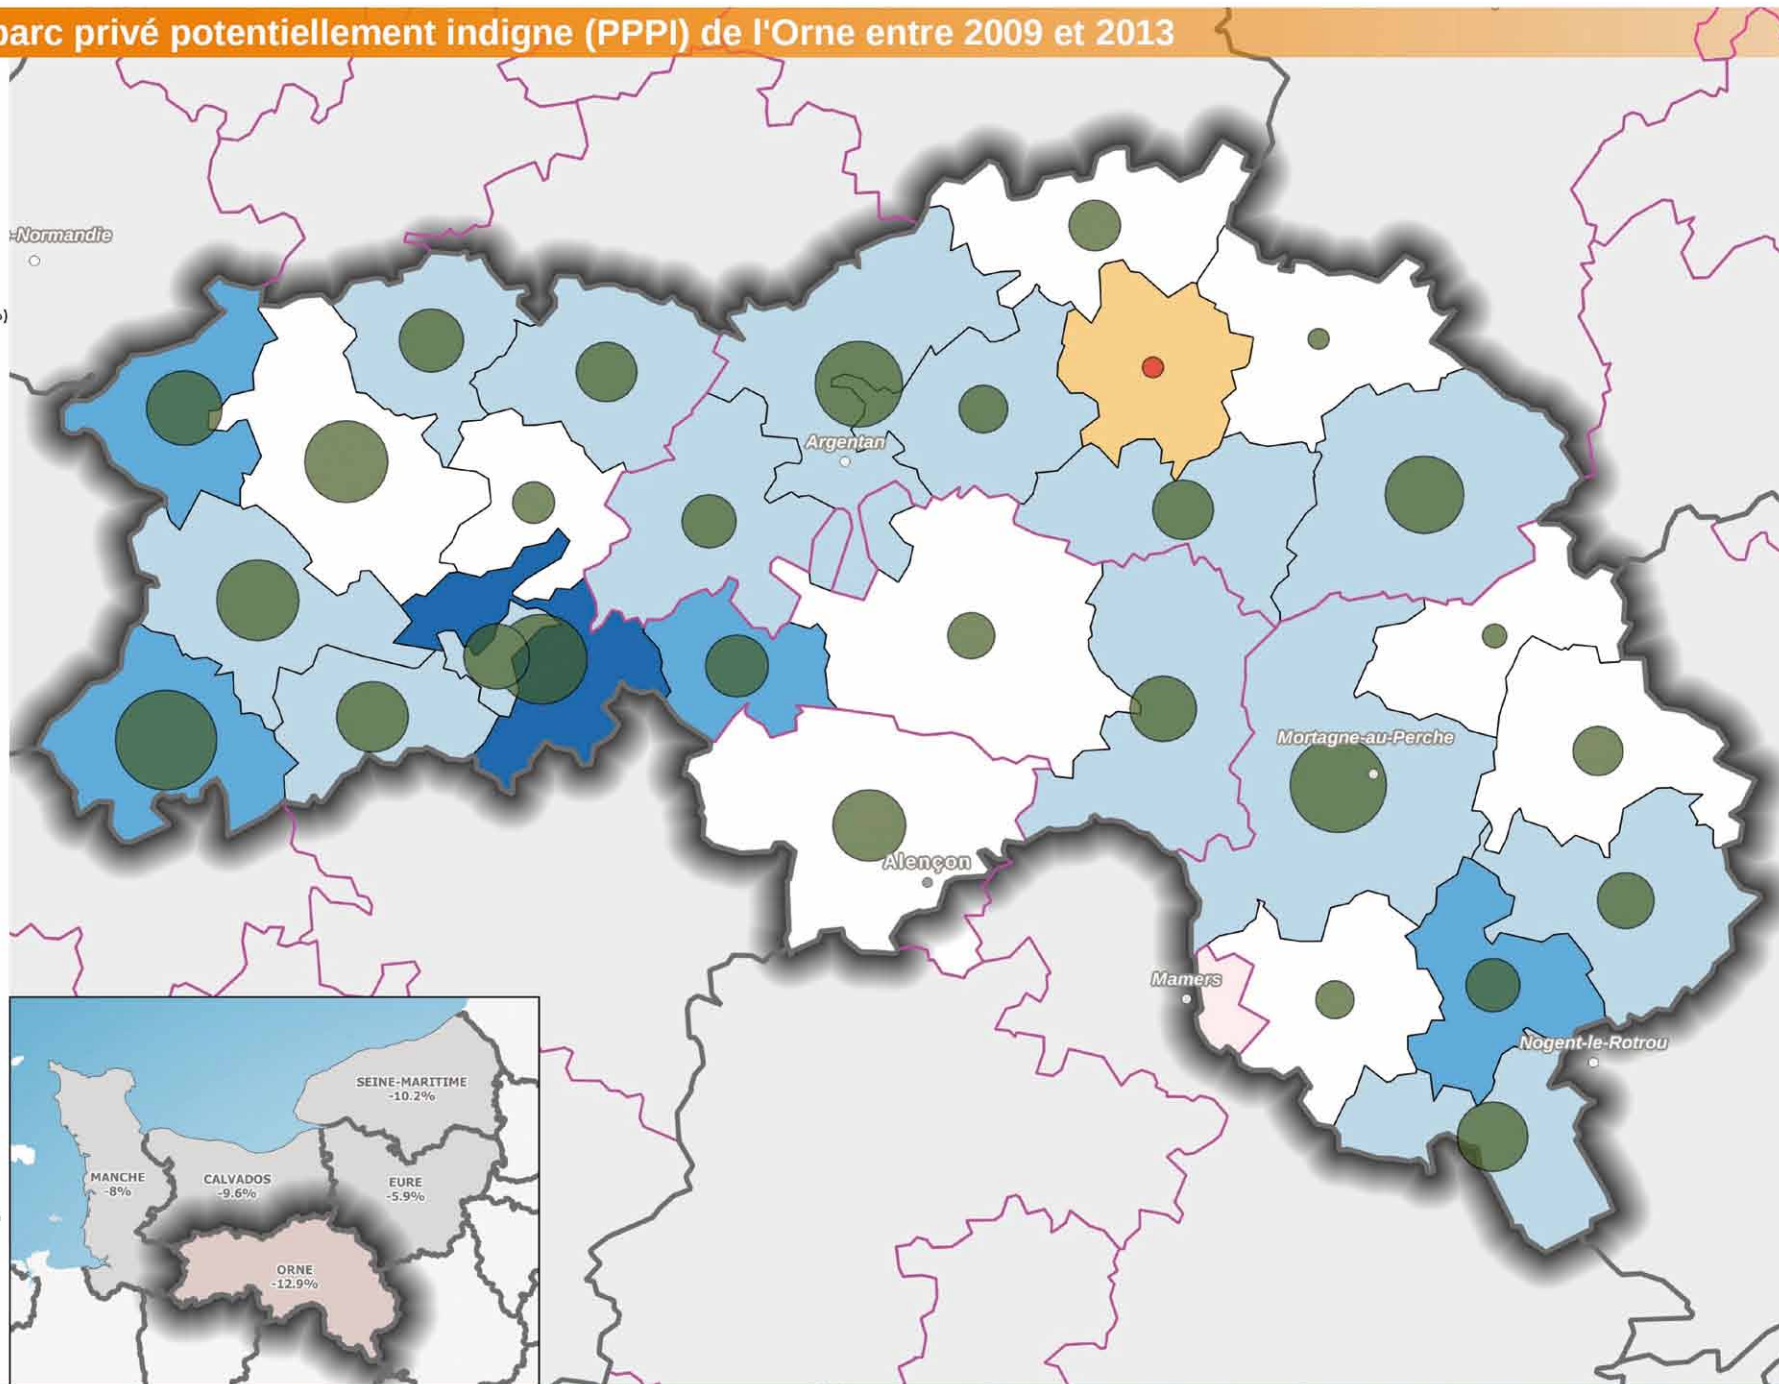 parc privé potentiellement indigne (PPPI) de l'Orne entre 2009 et 2013
-Normandie
)
Argentan
Mortagne-au-Perche
Alençon
Mamers
Nogent-le-Rotrou
SEINE-MARITIME
-10.2%
MANCHE
-8%
CALVADOS
-9.6%
EURE
-5.9%
ORNE
-12.9%